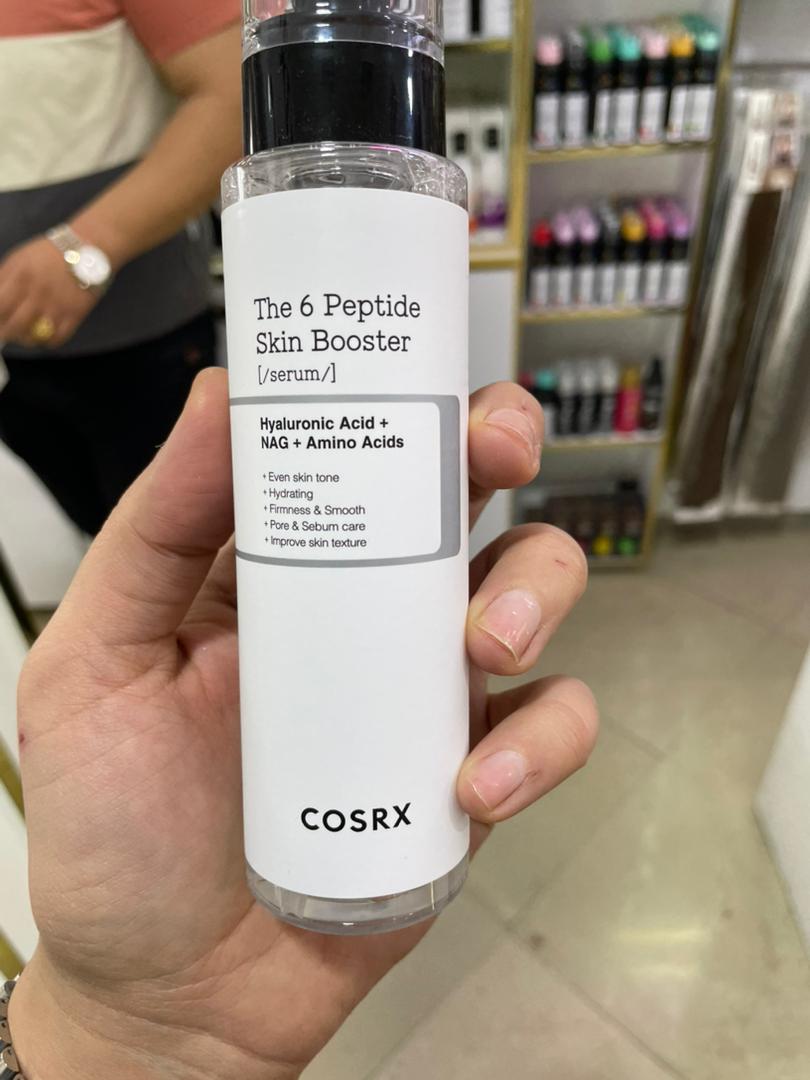 The 6 Peptide
Skin Booster
[/serum/]
Hyaluronic Acid +
NAG + Amino Acids
+ Even skin tone
+ Hydrating
+ Firmness & Smooth
+ Pore & Sebum care
+ Improve skin texture
COSRX